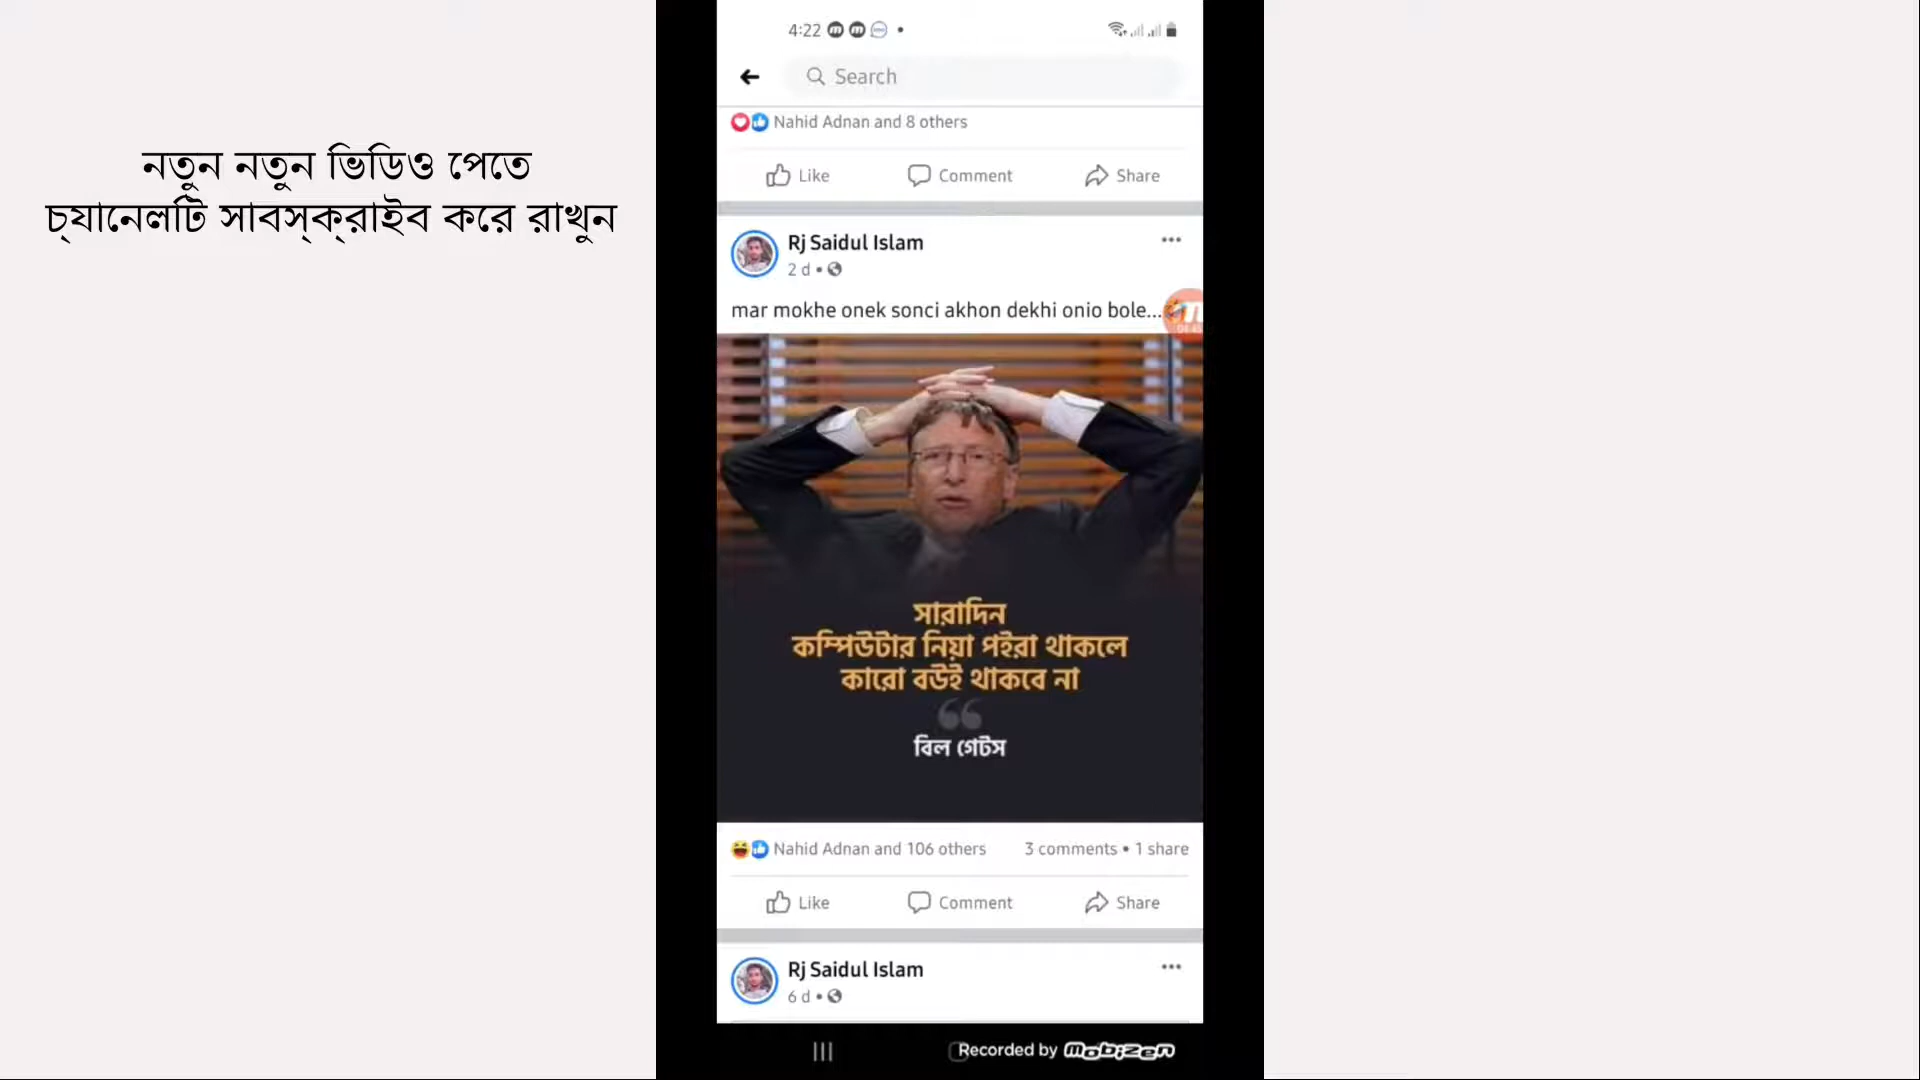 নতুন নতুন ভিডিও পেতে
চ্যানেলটি সাবস্ক্রাইব করে রাখুন
4:22
Search
Nahid Adnan and 8 others
Like Comment Share
Rj Saidul Islam
2 d
mar mokhe onek sonci akhon dekhi onio bole...
সারাদিন
কম্পিউটার নিয়া পইরা থাকলে
কারো বউই থাকবে না
বিল গেটস
Nahid Adnan and 106 others 3 comments • 1 share
Like Comment Share
Rj Saidul Islam
6 d
Recorded by mobizen